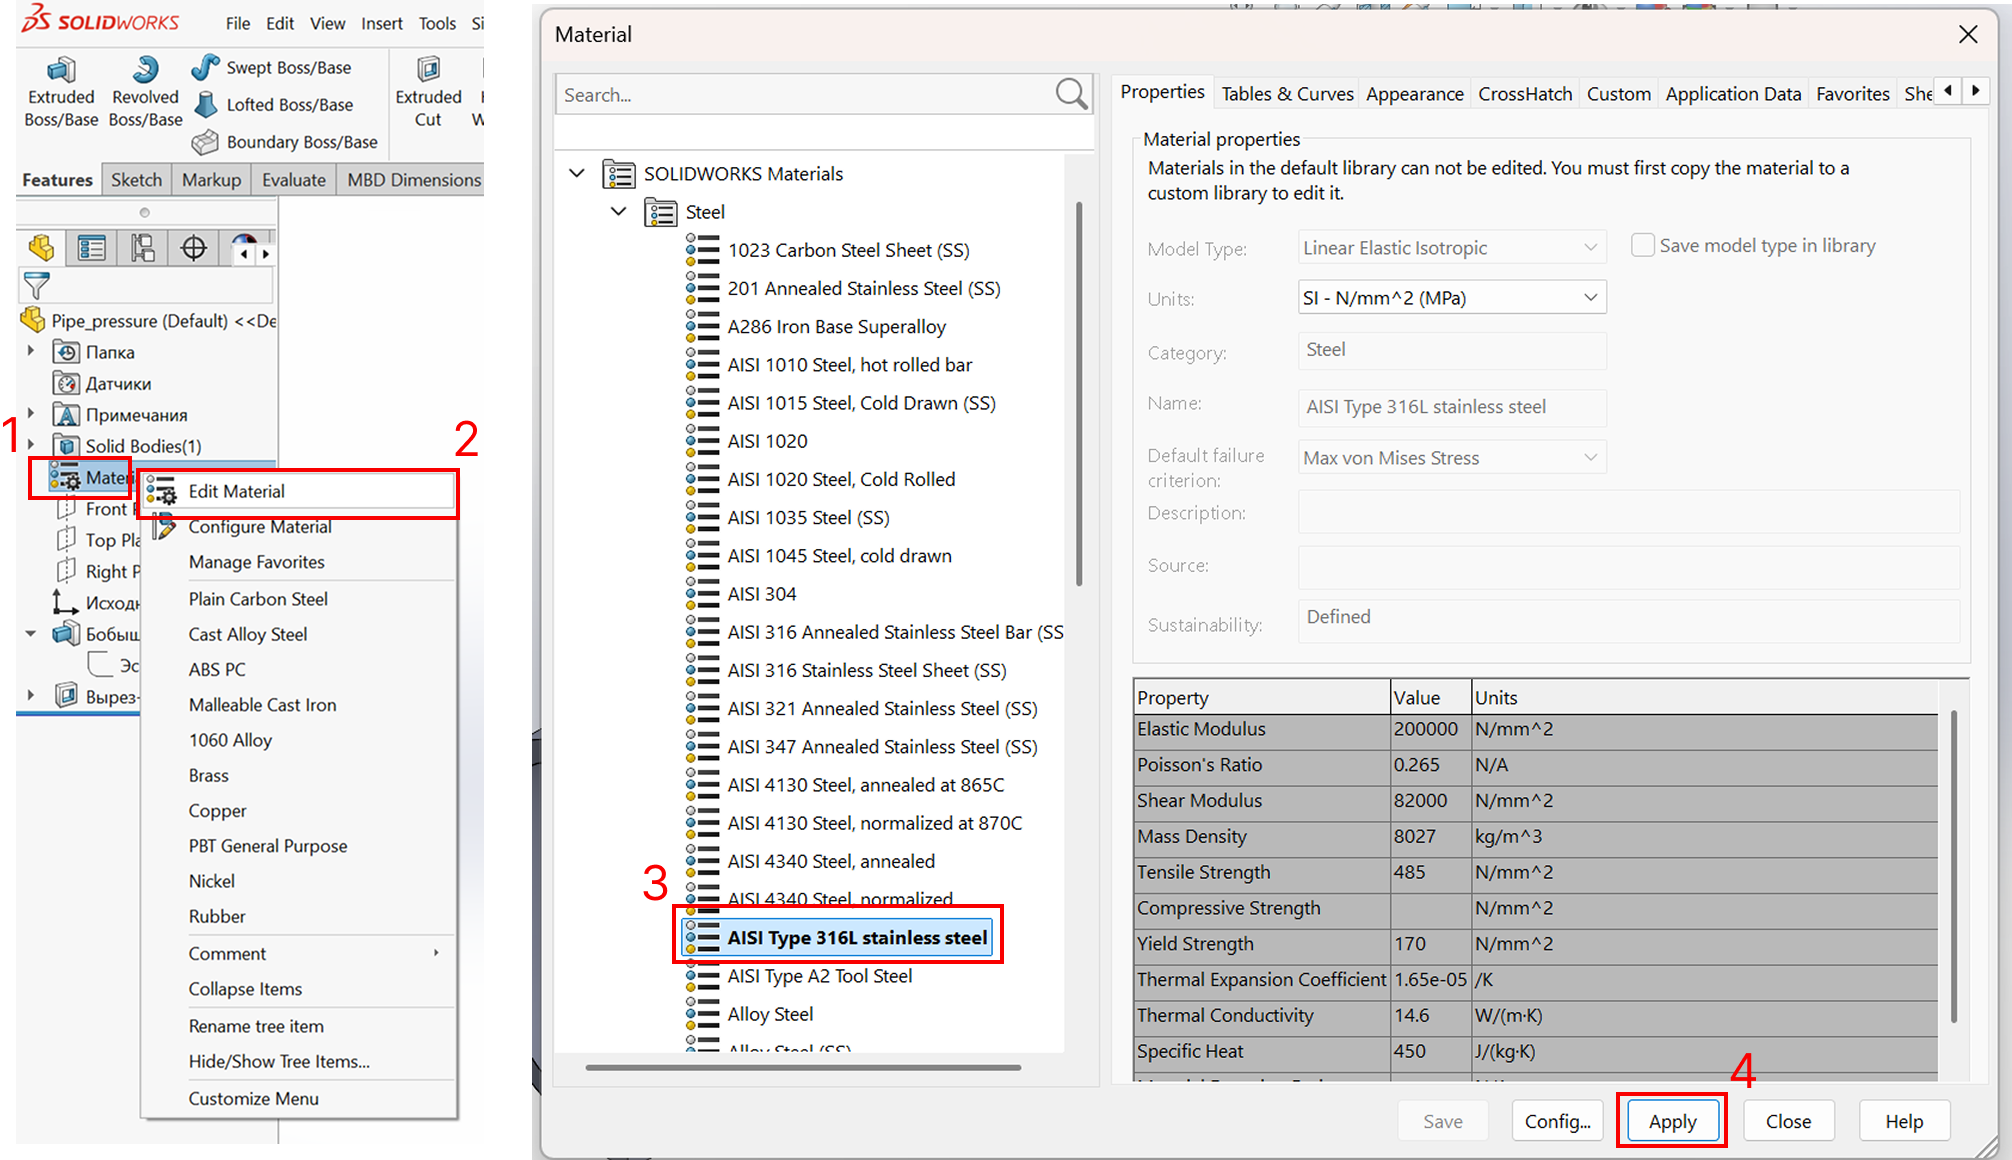 SOLIDWORKS
File Edit View Insert Tools
Extruded Boss/Base
Revolved Boss/Base
Swept Boss/Base
Lofted Boss/Base
Boundary Boss/Base
Extruded Cut
Features Sketch Markup Evaluate MBD Dimensions
Pipe_pressure (Default) <<De
Папка
Датчики
Примечания
1
Solid Bodies(1)
Materi
Front
Top Pla
Right P
Исходн
Бобыш
Эс
Вырез-
2
Edit Material
Configure Material
Manage Favorites
Plain Carbon Steel
Cast Alloy Steel
ABS PC
Malleable Cast Iron
1060 Alloy
Brass
Copper
PBT General Purpose
Nickel
Rubber
Comment
Collapse Items
Rename tree item
Hide/Show Tree Items...
Customize Menu
Material
Search...
SOLIDWORKS Materials
Steel
1023 Carbon Steel Sheet (SS)
201 Annealed Stainless Steel (SS)
A286 Iron Base Superalloy
AISI 1010 Steel, hot rolled bar
AISI 1015 Steel, Cold Drawn (SS)
AISI 1020
AISI 1020 Steel, Cold Rolled
AISI 1035 Steel (SS)
AISI 1045 Steel, cold drawn
AISI 304
AISI 316 Annealed Stainless Steel Bar (SS
AISI 316 Stainless Steel Sheet (SS)
AISI 321 Annealed Stainless Steel (SS)
AISI 347 Annealed Stainless Steel (SS)
AISI 4130 Steel, annealed at 865C
AISI 4130 Steel, normalized at 870C
AISI 4340 Steel, annealed
3
AISI 4340 Steel, normalized
AISI Type 316L stainless steel
AISI Type A2 Tool Steel
Alloy Steel
Alloy Steel (SS)
Properties Tables & Curves Appearance CrossHatch Custom Application Data Favorites She
Material properties
Materials in the default library can not be edited. You must first copy the material to a
custom library to edit it.
Model Type: Linear Elastic Isotropic Save model type in library
Units: SI - N/mm^2 (MPa)
Category: Steel
Name: AISI Type 316L stainless steel
Default failure criterion: Max von Mises Stress
Description:
Source:
Sustainability: Defined
Property Value Units
Elastic Modulus 200000 N/mm^2
Poisson's Ratio 0.265 N/A
Shear Modulus 82000 N/mm^2
Mass Density 8027 kg/m^3
Tensile Strength 485 N/mm^2
Compressive Strength N/mm^2
Yield Strength 170 N/mm^2
Thermal Expansion Coefficient 1.65e-05 /K
Thermal Conductivity 14.6 W/(m·K)
Specific Heat 450 J/(kg·K)
4
Save Config... Apply Close Help